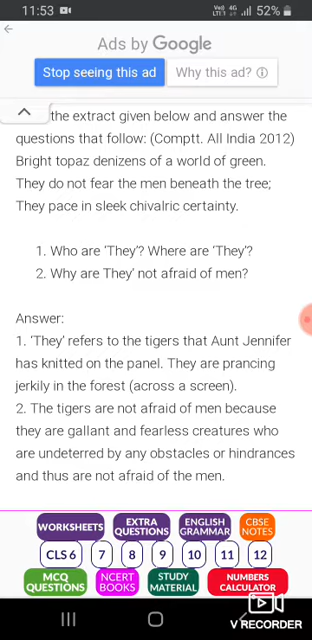 11:53
Vo)) 4G
LTE1 52%
Ads by Google
Stop seeing this ad
Why this ad?
the extract given below and answer the
questions that follow: (Comptt. All India 2012)
Bright topaz denizens of a world of green.
They do not fear the men beneath the tree;
They pace in sleek chivalric certainty.
1. Who are ‘They’? Where are ‘They’?
2. Why are They’ not afraid of men?
Answer:
1. ‘They’ refers to the tigers that Aunt Jennifer
has knitted on the panel. They are prancing
jerkily in the forest (across a screen).
2. The tigers are not afraid of men because
they are gallant and fearless creatures who
are undeterred by any obstacles or hindrances
and thus are not afraid of the men.
WORKSHEETS EXTRA QUESTIONS ENGLISH GRAMMAR CBSE NOTES
CLS 6 7 8 9 10 11 12
MCQ QUESTIONS NCERT BOOKS STUDY MATERIAL NUMBERS CALCULATOR
V RECORDER